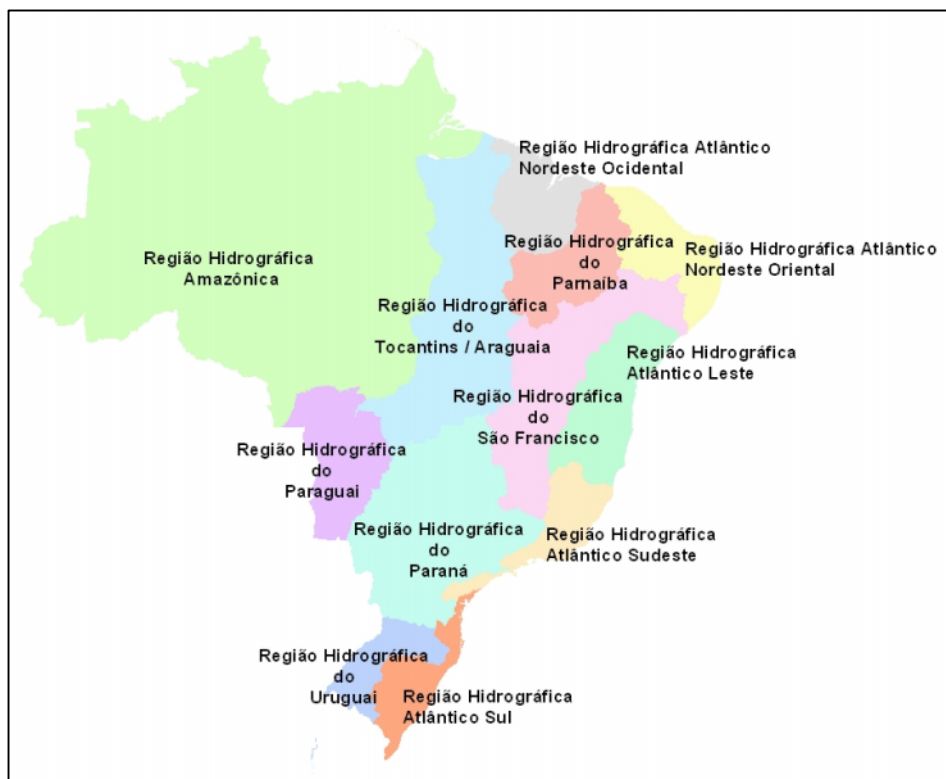 Região Hidrográfica Atlântico
Nordeste Ocidental
Região Hidrográfica
do
Parnaíba
Região Hidrográfica Atlântico
Nordeste Oriental
Região Hidrográfica
Amazônica
Região Hidrográfica
do
Tocantins / Araguaia
Região Hidrográfica
Atlântico Leste
Região Hidrográfica
do
São Francisco
Região Hidrográfica
do
Paraguai
Região Hidrográfica
do
Paraná
Região Hidrográfica
Atlântico Sudeste
Região Hidrográfica
do
Uruguai
Região Hidrográfica
Atlântico Sul